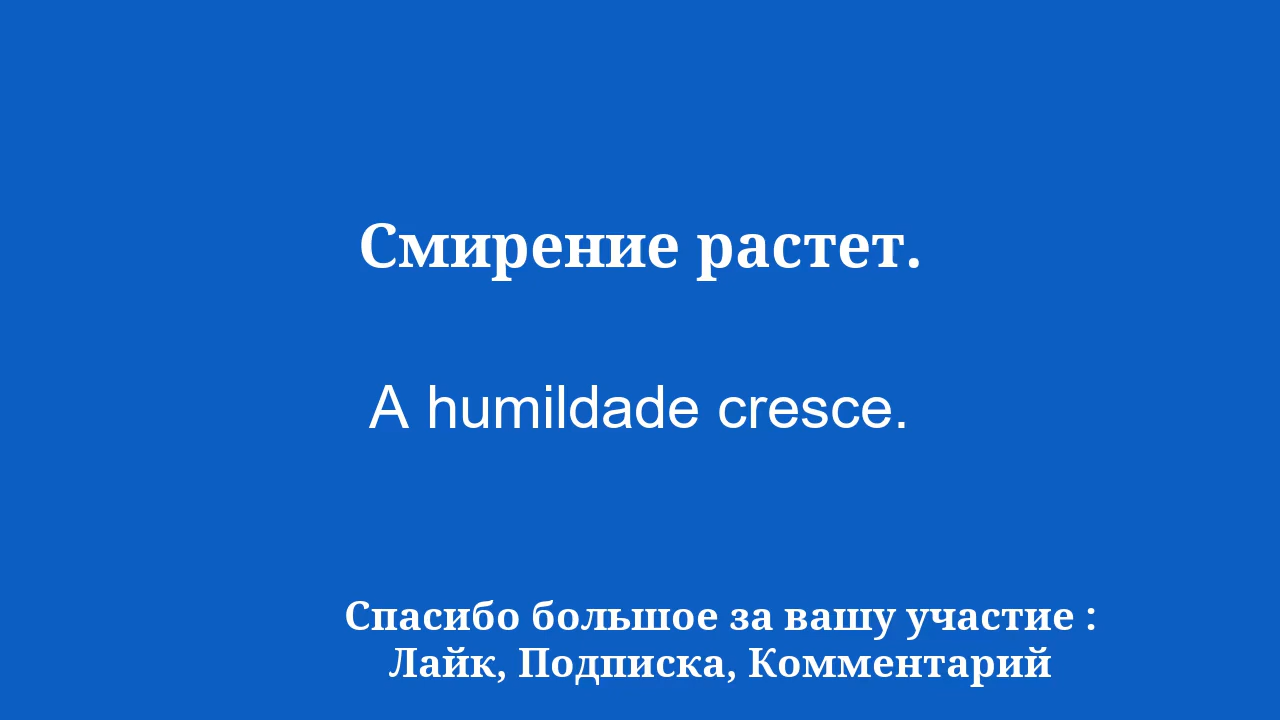 Смирение растет.
A humildade cresce.
Спасибо большое за вашу участие :
Лайк, Подписка, Комментарий